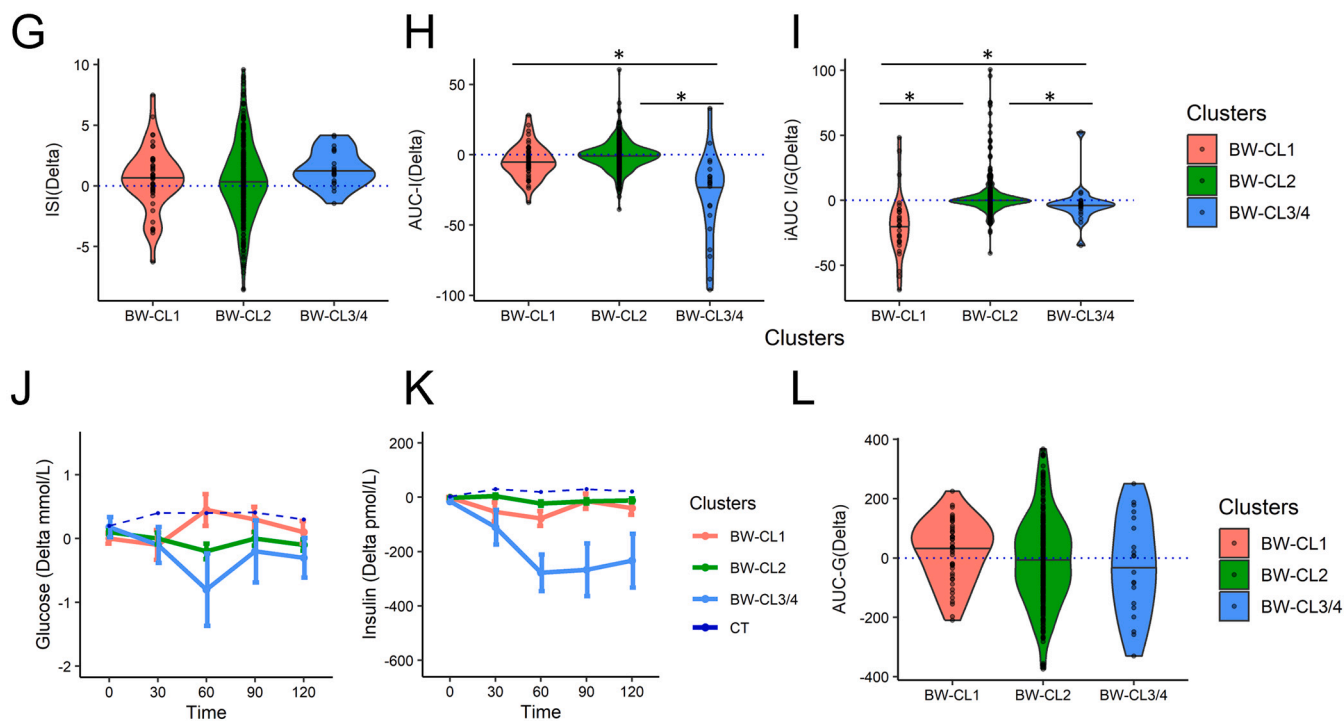 G
ISI(Delta)
10
5
0
-5
BW-CL1 BW-CL2 BW-CL3/4
H
AUC-I(Delta)
50
0
-50
-100
* *
BW-CL1 BW-CL2 BW-CL3/4
I
iAUC I/G(Delta)
100
50
0
-50
* * *
BW-CL1 BW-CL2 BW-CL3/4
Clusters
Clusters
BW-CL1
BW-CL2
BW-CL3/4
J
Glucose (Delta mmol/L)
1
0
-1
-2
0 30 60 90 120
Time
K
Insulin (Delta pmol/L)
200
0
-200
-400
-600
0 30 60 90 120
Time
Clusters
BW-CL1
BW-CL2
BW-CL3/4
CT
L
AUC-G(Delta)
400
200
0
-200
-400
BW-CL1 BW-CL2 BW-CL3/4
Clusters
BW-CL1
BW-CL2
BW-CL3/4